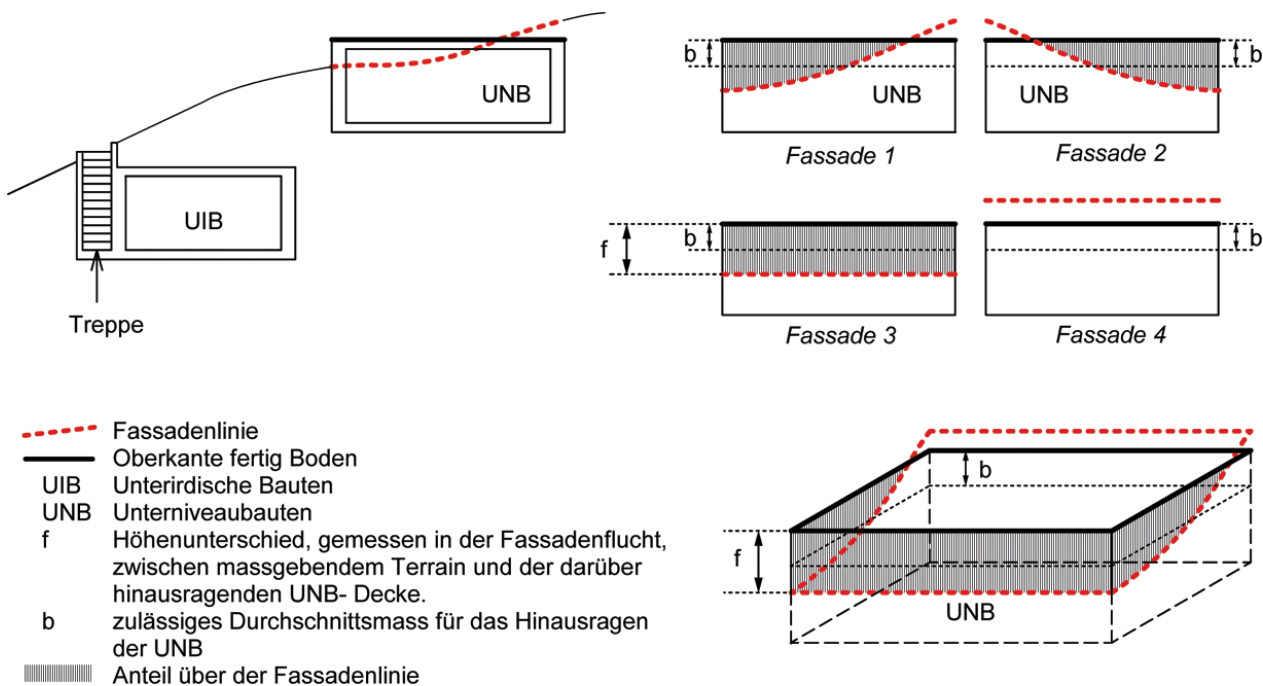 UNB
UIB
Treppe
b
UNB
Fassade 1
b
UNB
Fassade 2
f
b
Fassade 3
b
Fassade 4
Fassadenlinie
Oberkante fertig Boden
UIB Unterirdische Bauten
UNB Unterniveaubauten
f Höhenunterschied, gemessen in der Fassadenflucht,
zwischen massgebendem Terrain und der darüber
hinausragenden UNB- Decke.
b zulässiges Durchschnittsmass für das Hinausragen
der UNB
Anteil über der Fassadenlinie
b
f
UNB